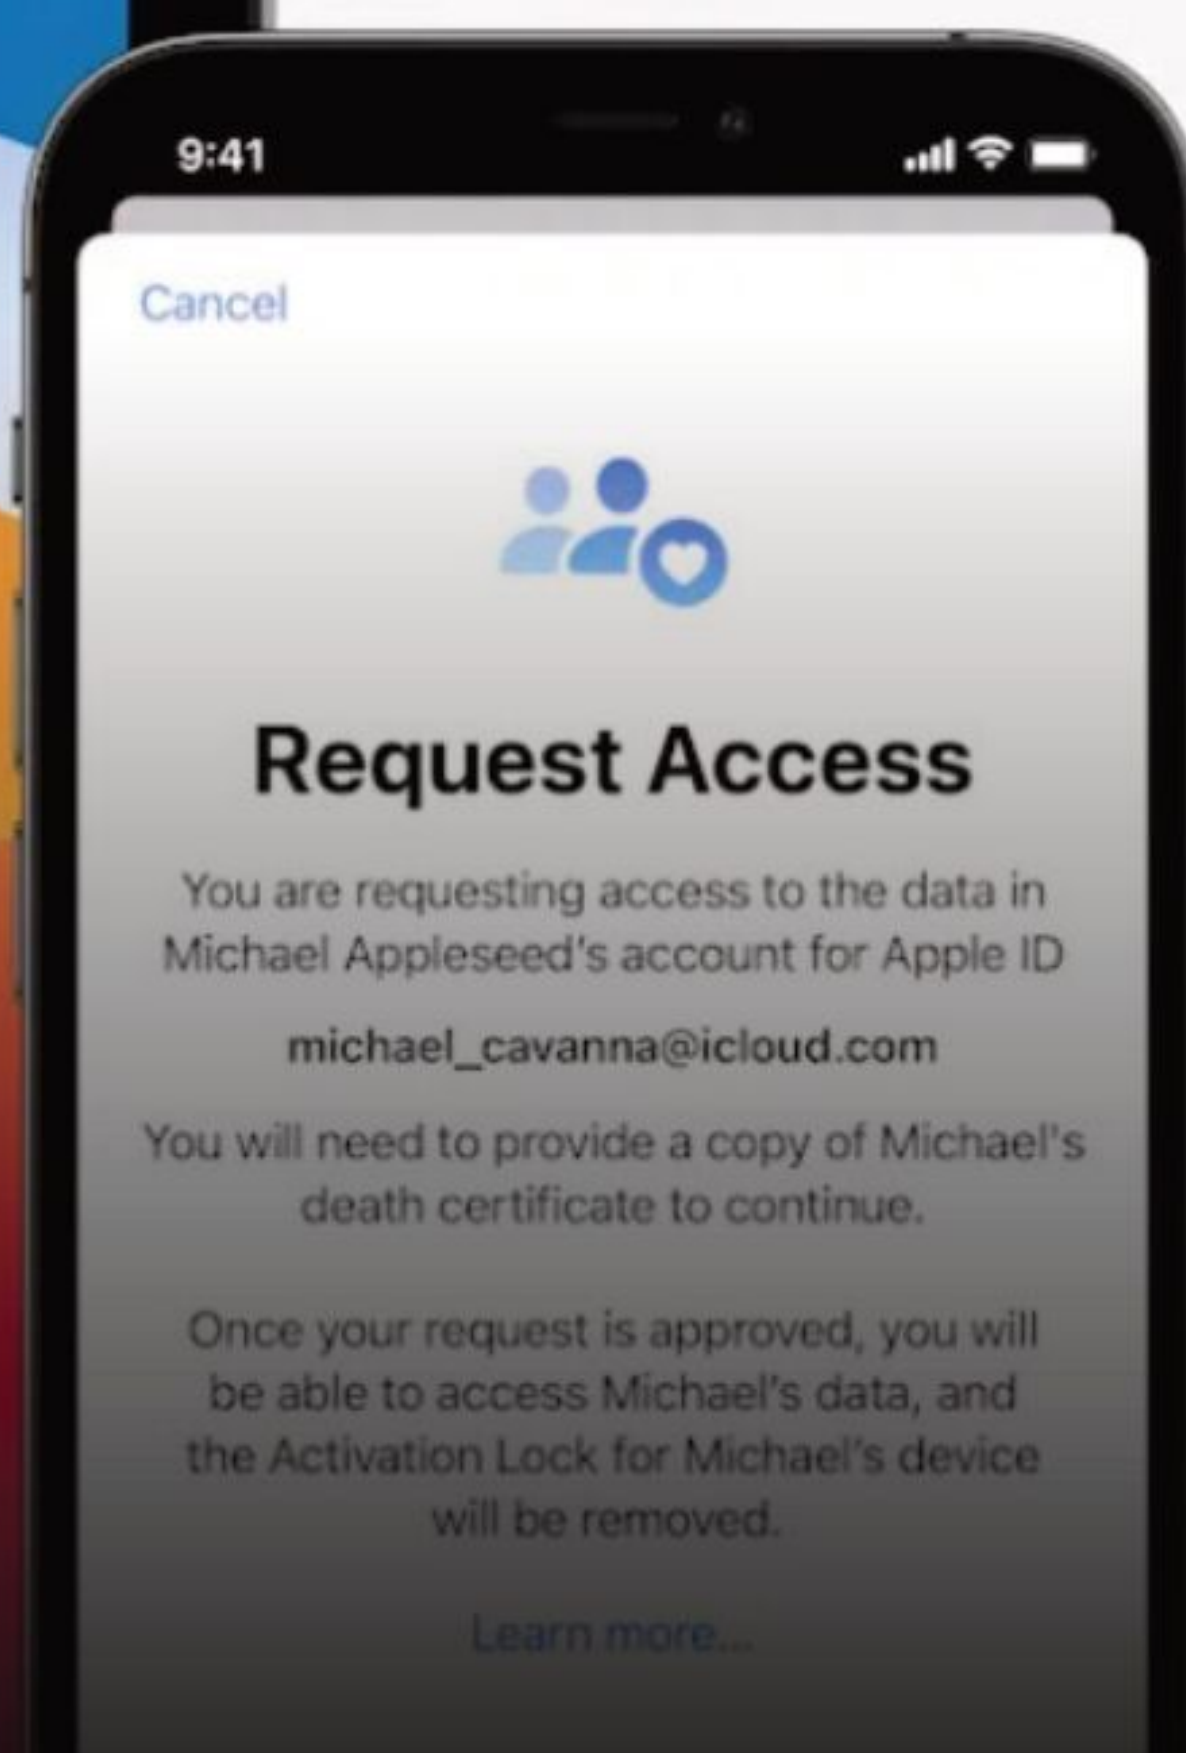 9:41
Cancel
Request Access
You are requesting access to the data in
Michael Appleseed's account for Apple ID
michael_cavanna@icloud.com
You will need to provide a copy of Michael's
death certificate to continue.
Once your request is approved, you will
be able to access Michael's data, and
the Activation Lock for Michael's device
will be removed.
Learn more...